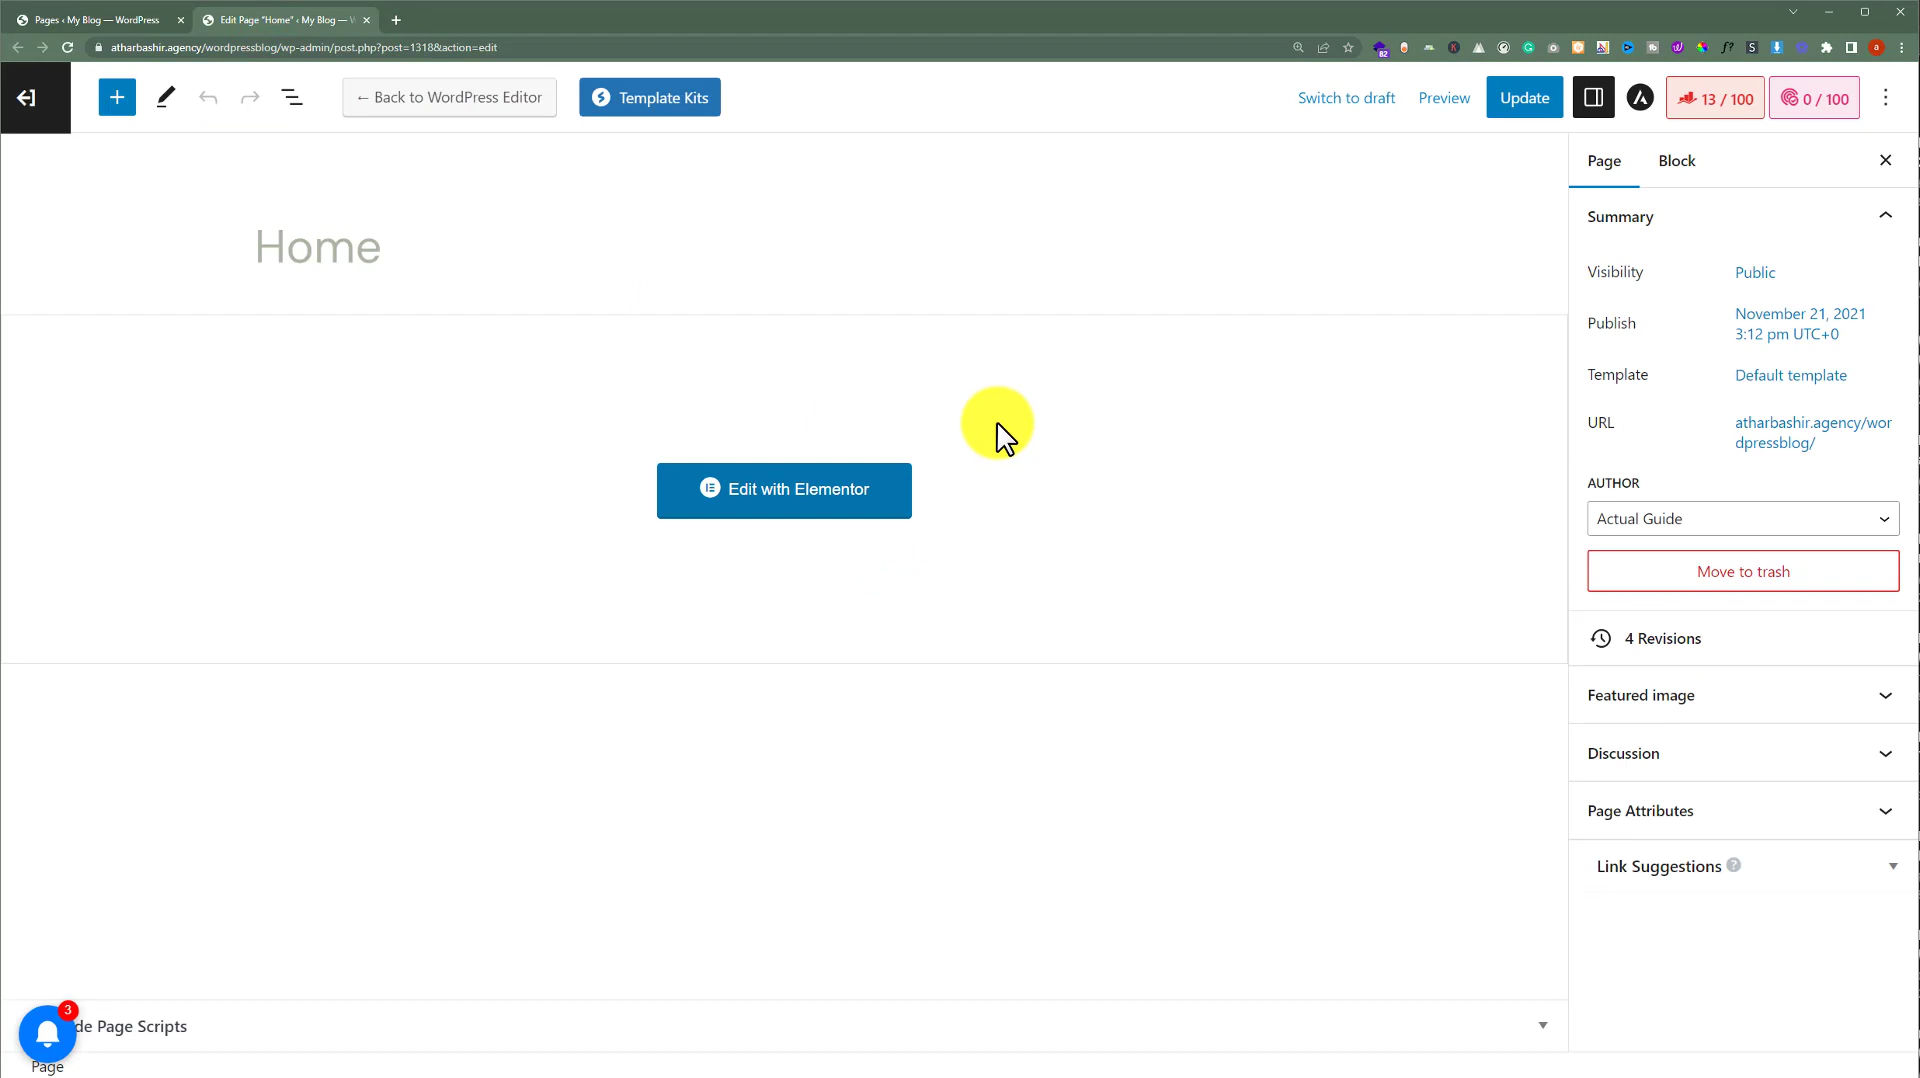 Pages ‹ My Blog — WordPress
Edit Page "Home" ‹ My Blog —
atharbashir.agency/wordpressblog/wp-admin/post.php?post=1318&action=edit
82
← Back to WordPress Editor
Template Kits
Switch to draft
Preview
Update
13 / 100
0 / 100
Home
Edit with Elementor
Page
Block
Summary
Visibility
Public
Publish
November 21, 2021
3:12 pm UTC+0
Template
Default template
URL
atharbashir.agency/wor
dpressblog/
AUTHOR
Actual Guide
Move to trash
4 Revisions
Featured image
Discussion
Page Attributes
Link Suggestions ?
3
de Page Scripts
Page